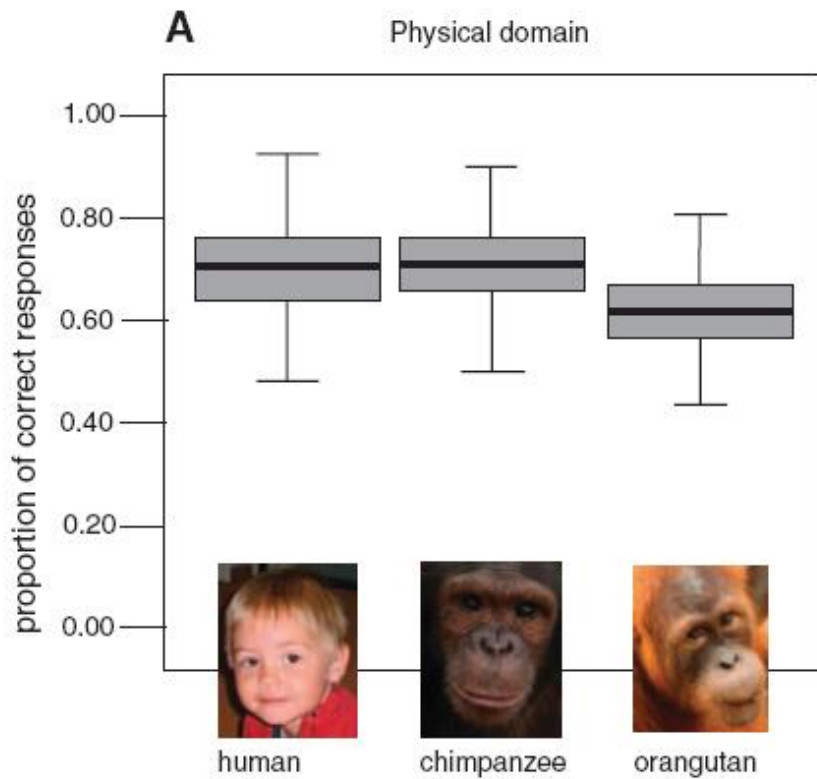 A
Physical domain
proportion of correct responses
1.00
0.80
0.60
0.40
0.20
0.00
human
chimpanzee
orangutan